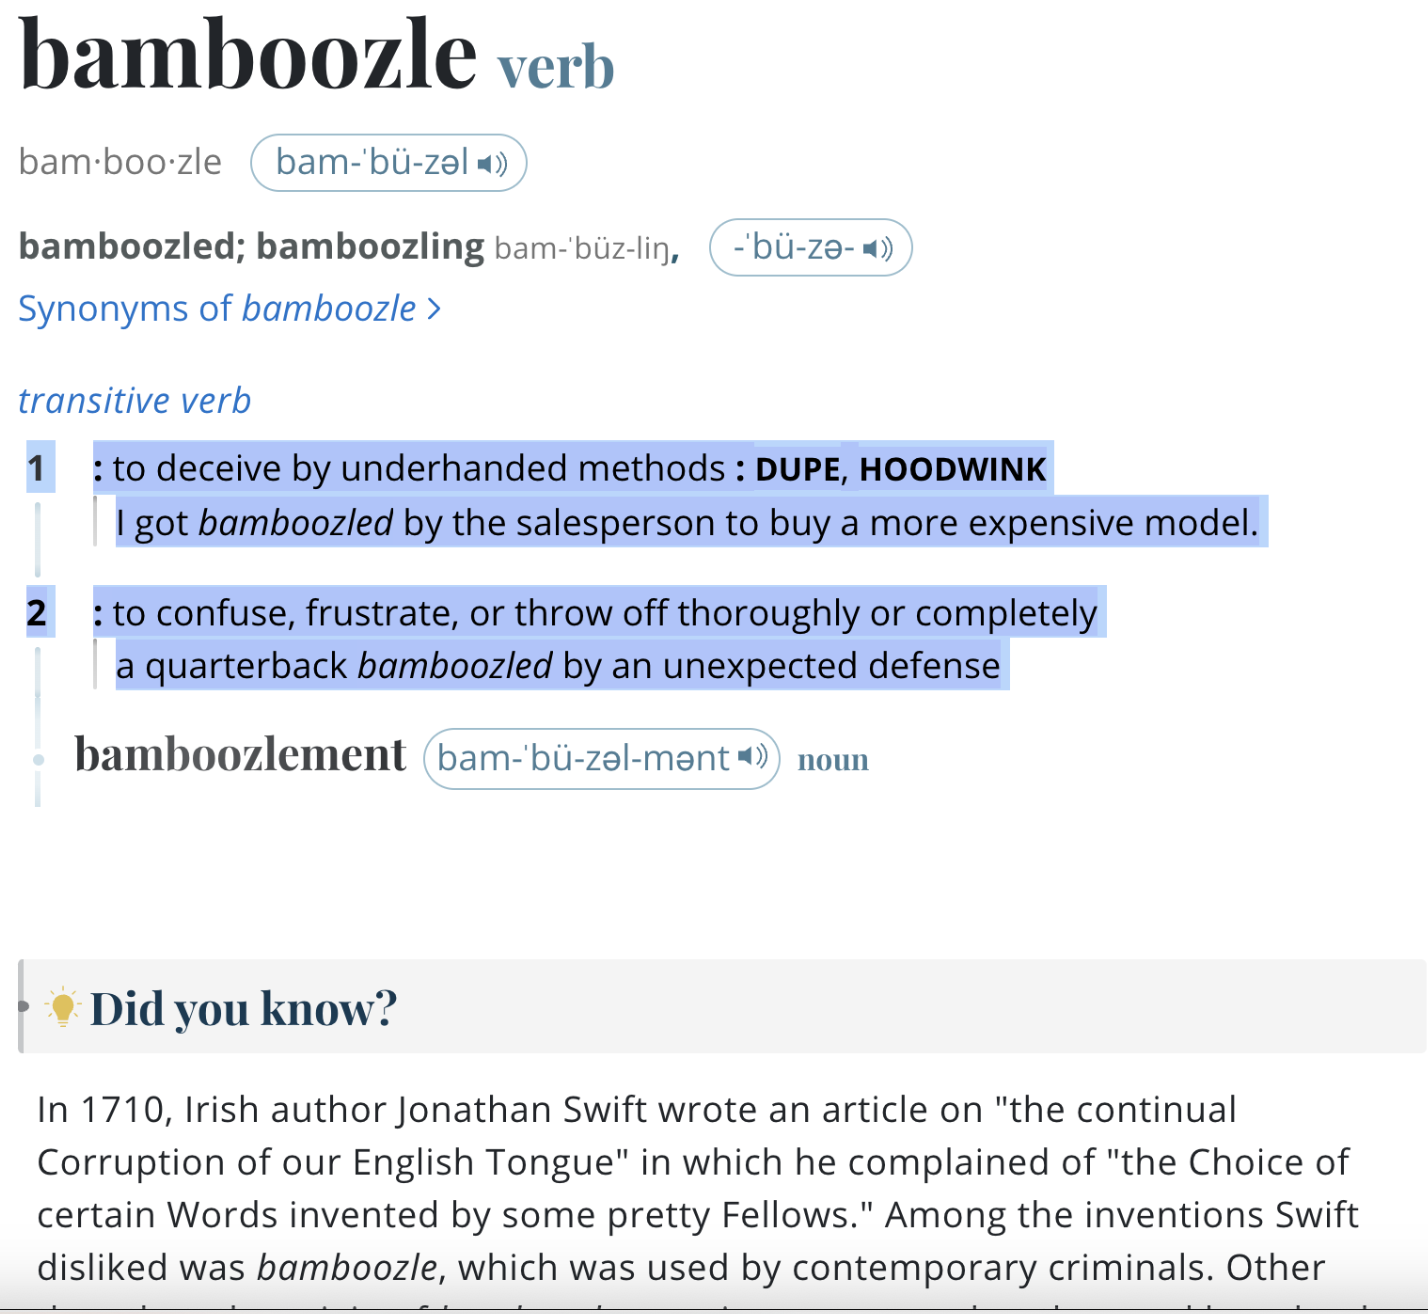 bamboozle verb
bam·boo·zle bam-ˈbü-zəl
bamboozled; bamboozling bam-ˈbüz-liŋ, -ˈbü-zə-
Synonyms of bamboozle
transitive verb
1 : to deceive by underhanded methods : DUPE, HOODWINK
I got bamboozled by the salesperson to buy a more expensive model.
2 : to confuse, frustrate, or throw off thoroughly or completely
a quarterback bamboozled by an unexpected defense
bamboozlement bam-ˈbü-zəl-mənt noun
Did you know?
In 1710, Irish author Jonathan Swift wrote an article on "the continual
Corruption of our English Tongue" in which he complained of "the Choice of
certain Words invented by some pretty Fellows." Among the inventions Swift
disliked was bamboozle, which was used by contemporary criminals. Other